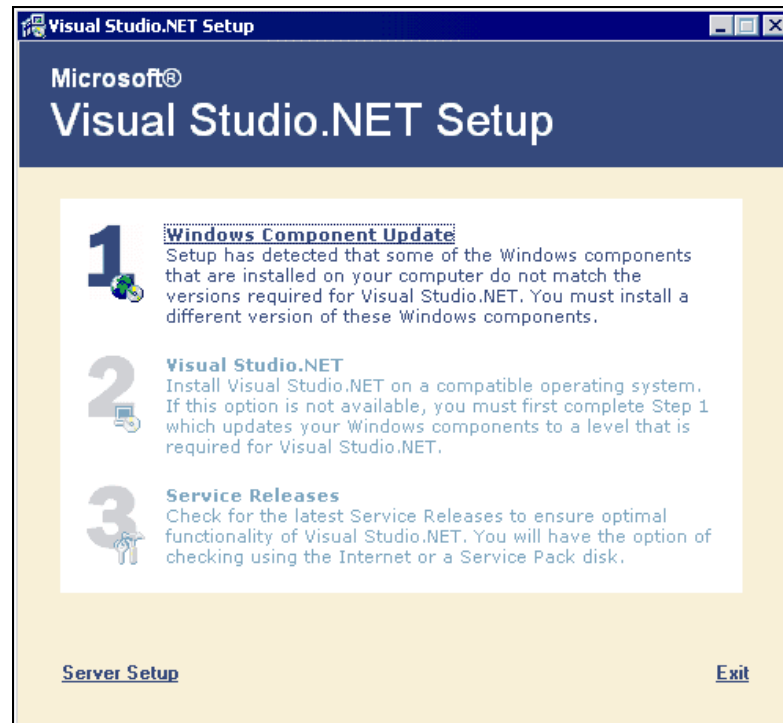 Visual Studio.NET Setup
Microsoft®
Visual Studio.NET Setup
1
Windows Component Update
Setup has detected that some of the Windows components
that are installed on your computer do not match the
versions required for Visual Studio.NET. You must install a
different version of these Windows components.
2
Visual Studio.NET
Install Visual Studio.NET on a compatible operating system.
If this option is not available, you must first complete Step 1
which updates your Windows components to a level that is
required for Visual Studio.NET.
3
Service Releases
Check for the latest Service Releases to ensure optimal
functionality of Visual Studio.NET. You will have the option of
checking using the Internet or a Service Pack disk.
Server Setup
Exit